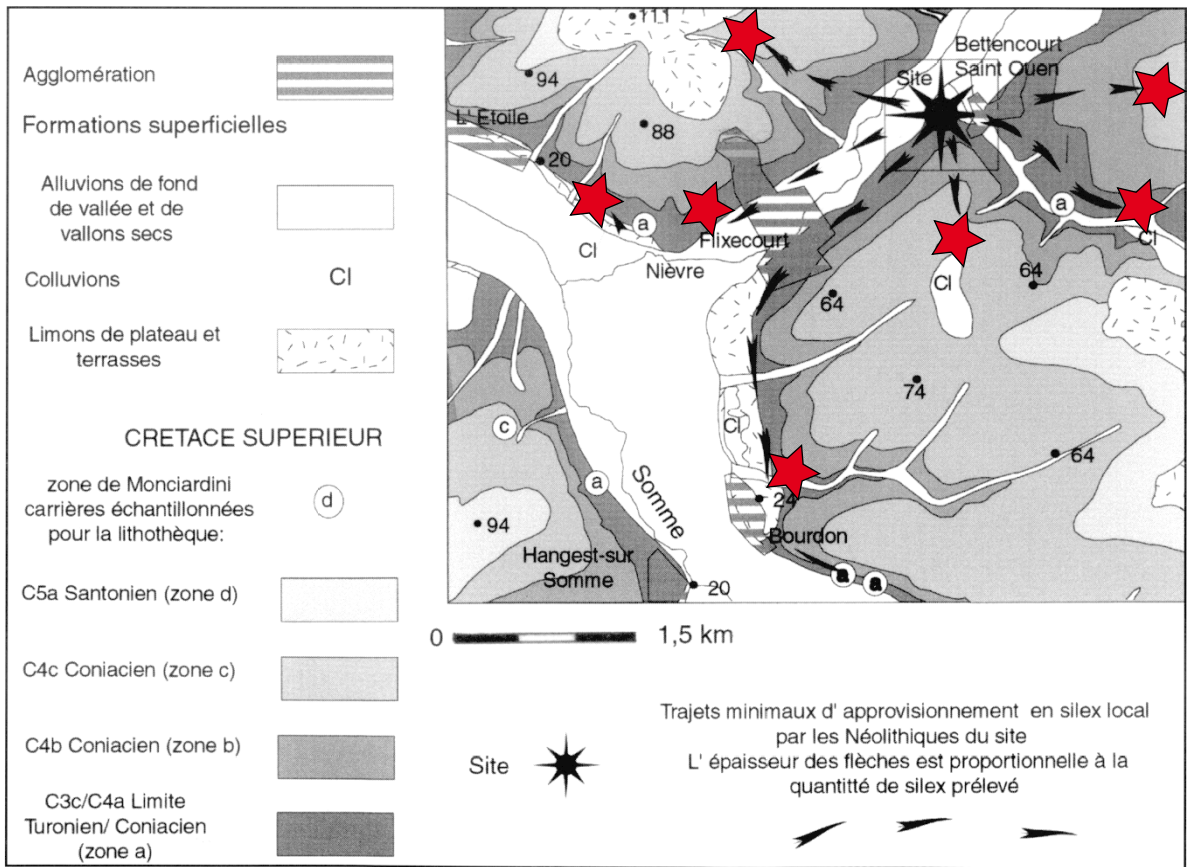 Agglomération
Formations superficielles
Alluvions de fond
de vallée et de
vallons secs
Colluvions Cl
Limons de plateau et
terrasses
CRETACE SUPERIEUR
zone de Monciardini
carrières échantillonnées
pour la lithothèque:
d
C5a Santonien (zone d)
C4c Coniacien (zone c)
C4b Coniacien (zone b)
C3c/C4a Limite
Turonien/ Coniacien
(zone a)
111
Bettencourt
Saint Ouen
Site
94
L' Etoile
88
20
a
a
Flixecourt
Cl
Cl
Nièvre
64
Cl
64
74
c
Cl
64
a
Somme
24
94
Bourdon
Hangest-sur
Somme
a
a
20
0 1,5 km
Site
Trajets minimaux d' approvisionnement en silex local
par les Néolithiques du site
L' épaisseur des flèches est proportionnelle à la
quantitté de silex prélevé